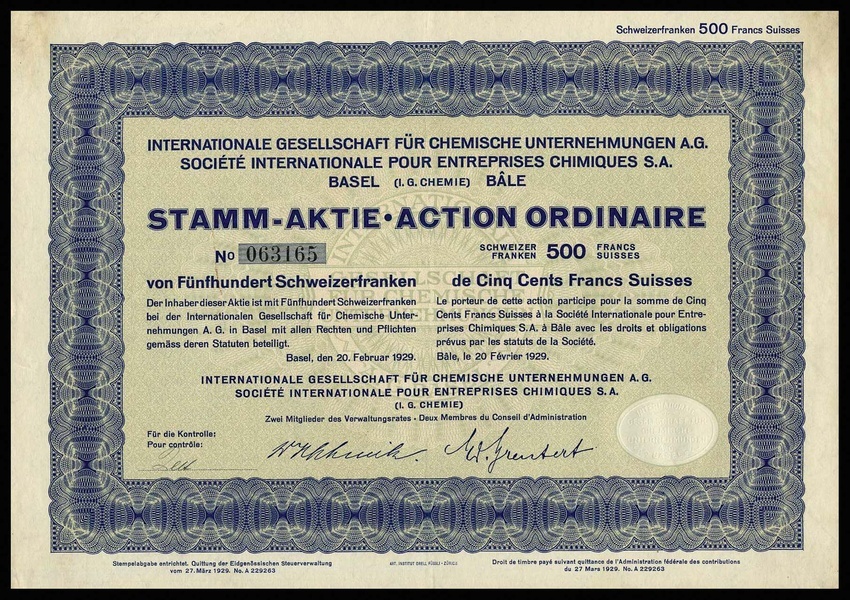 Schweizerfranken 500 Francs Suisses
INTERNATIONALE GESELLSCHAFT FÜR CHEMISCHE UNTERNEHMUNGEN A.G.
SOCIÉTÉ INTERNATIONALE POUR ENTREPRISES CHIMIQUES S.A.
BASEL (I. G. CHEMIE) BÂLE
STAMM-AKTIE • ACTION ORDINAIRE
No 063165
SCHWEIZER FRANKEN 500 FRANCS SUISSES
von Fünfhundert Schweizerfranken
Der Inhaber dieser Aktie ist mit Fünfhundert Schweizerfranken
bei der Internationalen Gesellschaft für Chemische Unter-
nehmungen A. G. in Basel mit allen Rechten und Pflichten
gemäss deren Statuten beteiligt.
Basel, den 20. Februar 1929.
de Cinq Cents Francs Suisses
Le porteur de cette action participe pour la somme de Cinq
Cents Francs Suisses à la Société Internationale pour Entre-
prises Chimiques S.A. à Bâle avec les droits et obligations
prévus par les statuts de la Société.
Bâle, le 20 Février 1929.
INTERNATIONALE GESELLSCHAFT FÜR CHEMISCHE UNTERNEHMUNGEN A.G.
SOCIÉTÉ INTERNATIONALE POUR ENTREPRISES CHIMIQUES S.A.
(I. G. CHEMIE)
Zwei Mitglieder des Verwaltungsrates - Deux Membres du Conseil d'Administration
Für die Kontrolle:
Pour contrôle:
Stempelabgabe entrichtet. Quittung der Eidgenössischen Steuerverwaltung
vom 27. März 1929. No. A 229263
ART. INSTITUT ORELL FÜSSLI - ZÜRICH
Droit de timbre payé suivant quittance de l'Administration fédérale des contributions
du 27 Mars 1929. No. A 229263